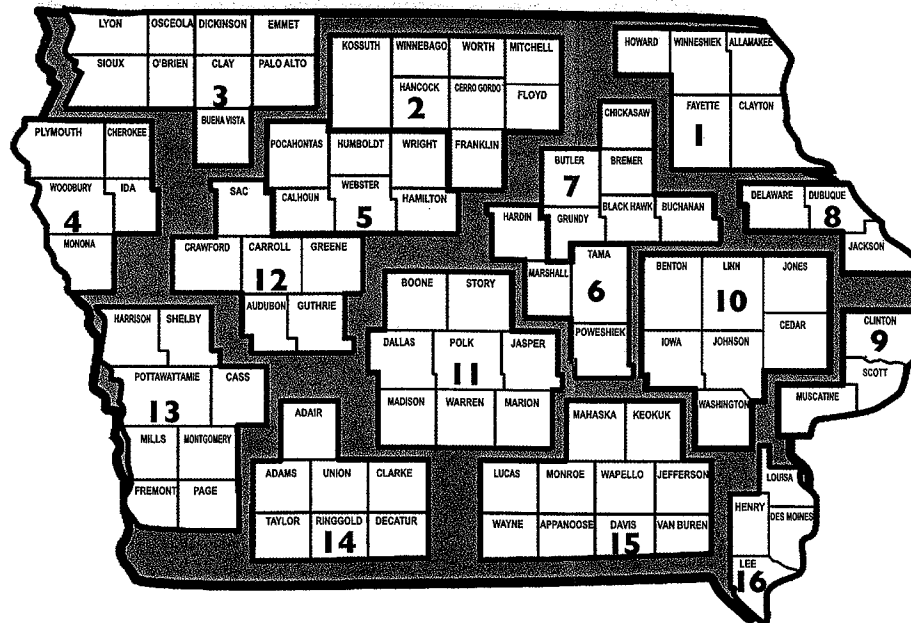 LYON OSCEOLA DICKINSON EMMET
SIOUX O'BRIEN CLAY PALO ALTO
3
BUENA VISTA
KOSSUTH WINNEBAGO WORTH MITCHELL
HANCOCK CERRO GORDO FLOYD
2
FRANKLIN
HOWARD WINNESHIEK ALLAMAKEE
FAYETTE CLAYTON
1
PLYMOUTH CHEROKEE
WOODBURY IDA
4
MONONA
POCAHONTAS HUMBOLDT WRIGHT
CALHOUN WEBSTER HAMILTON
5
CHICKASAW
BUTLER BREMER
7
GRUNDY BLACK HAWK BUCHANAN
DELAWARE DUBUQUE
8
JACKSON
SAC
CRAWFORD CARROLL GREENE
12
AUDUBON GUTHRIE
HARDIN
MARSHALL TAMA
6
POWESHIEK
BENTON LINN JONES
10
IOWA JOHNSON CEDAR
WASHINGTON
CLINTON
9
SCOTT
MUSCATINE
BOONE STORY
DALLAS POLK JASPER
11
MADISON WARREN MARION
HARRISON SHELBY
POTTAWATTAMIE CASS
13
MILLS MONTGOMERY
FREMONT PAGE
ADAIR
ADAMS UNION CLARKE
TAYLOR RINGGOLD DECATUR
14
MAHASKA KEOKUK
LUCAS MONROE WAPELLO JEFFERSON
WAYNE APPANOOSE DAVIS VAN BUREN
15
LOUISA
HENRY DES MOINES
LEE
16